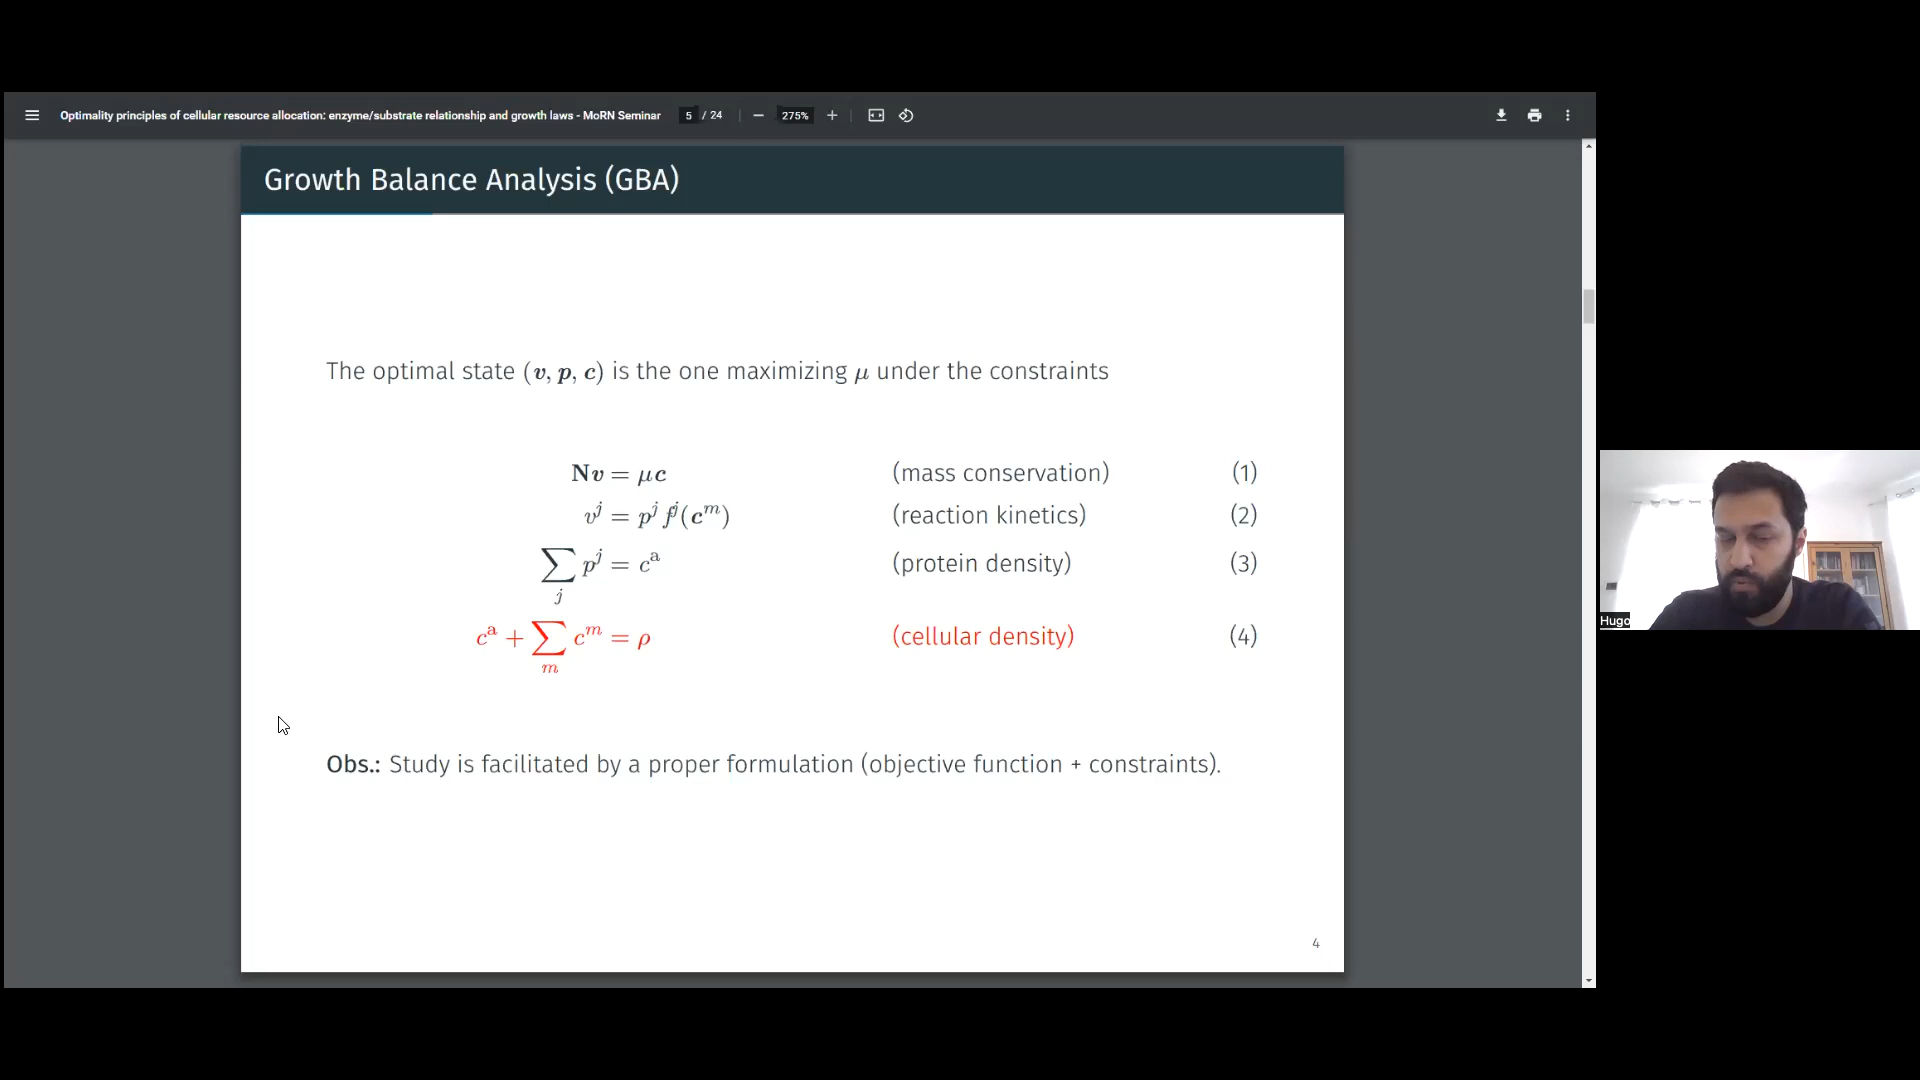 Optimality principles of cellular resource allocation: enzyme/substrate relationship and growth laws - MoRN Seminar 5 / 24 — 275% +
Growth Balance Analysis (GBA)
The optimal state (v, p, c) is the one maximizing μ under the constraints
Nv = μc (mass conservation) (1)
v^j = p^j f^j(c^m) (reaction kinetics) (2)
∑_j p^j = c^a (protein density) (3)
c^a + ∑_m c^m = ρ (cellular density) (4)
Obs.: Study is facilitated by a proper formulation (objective function + constraints).
4
Hugo